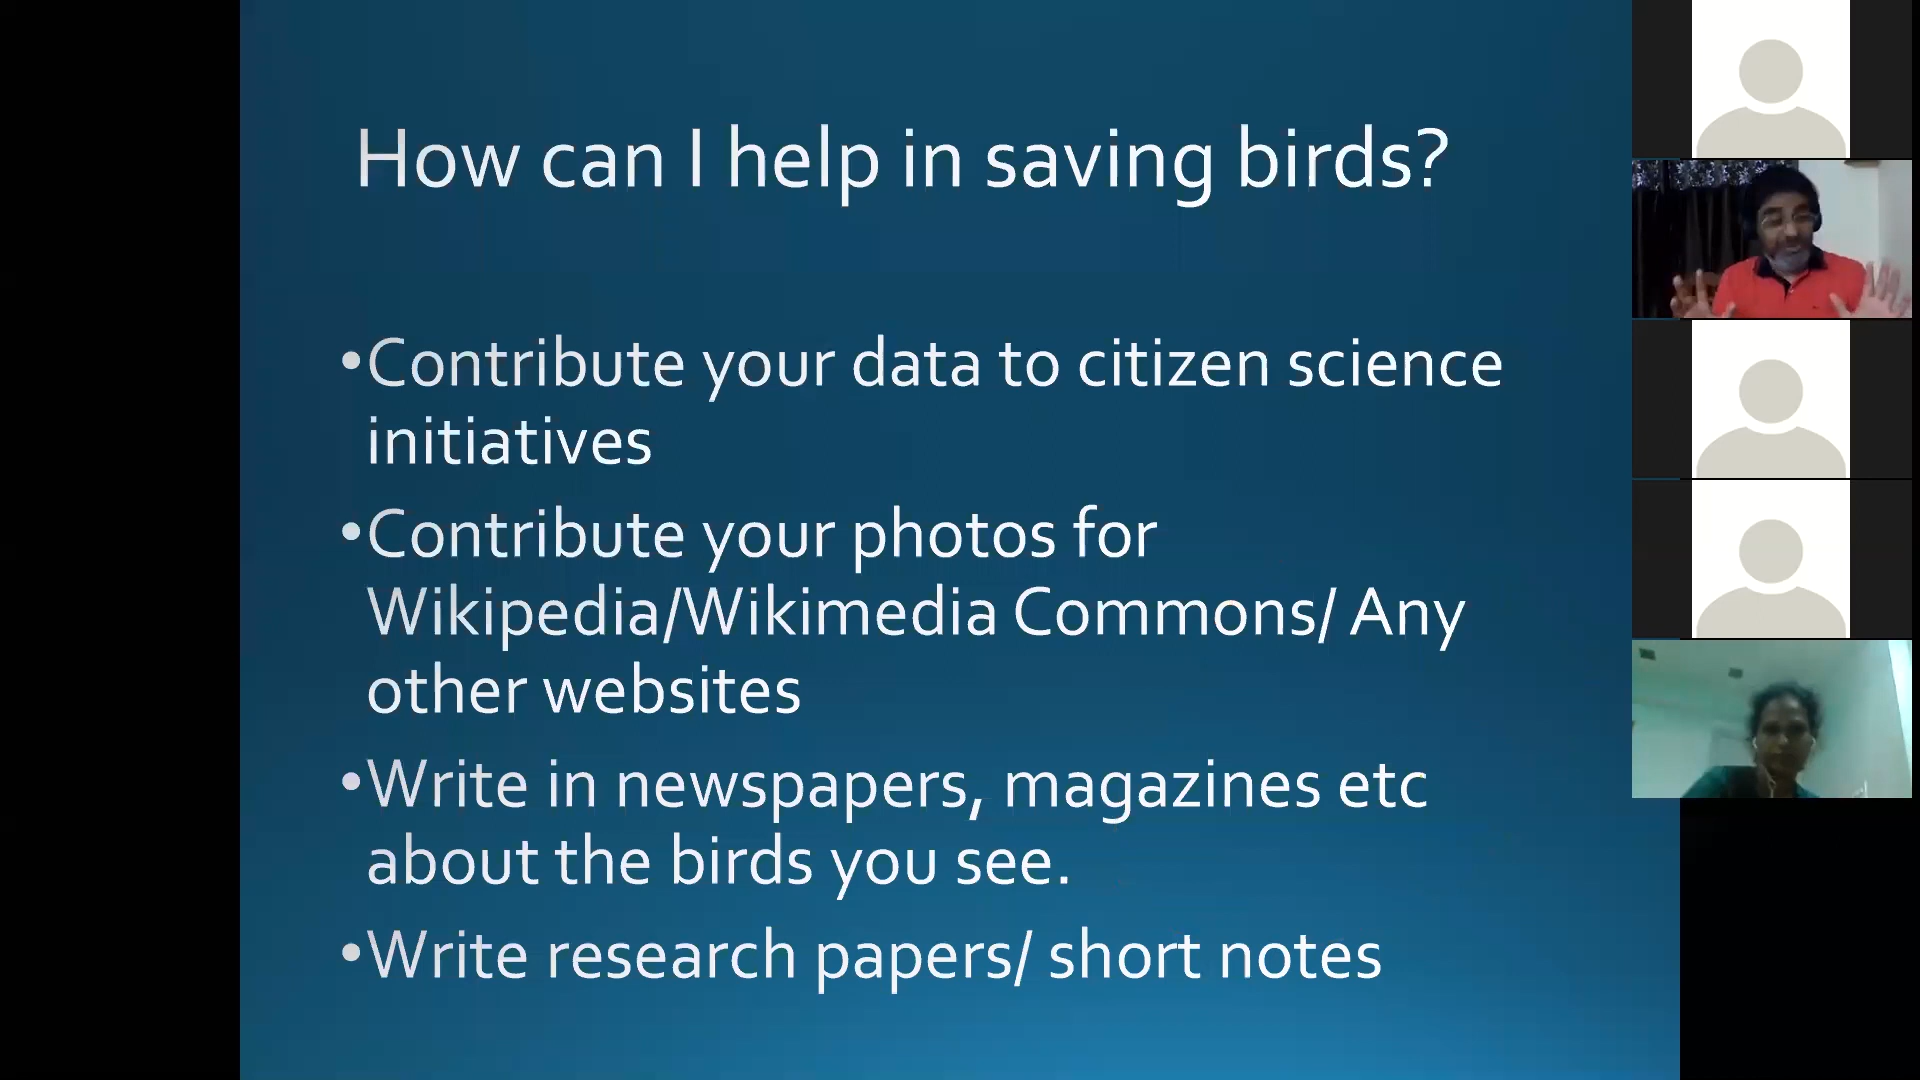 How can I help in saving birds?
•Contribute your data to citizen science
initiatives
•Contribute your photos for
Wikipedia/Wikimedia Commons/ Any
other websites
•Write in newspapers, magazines etc
about the birds you see.
•Write research papers/ short notes